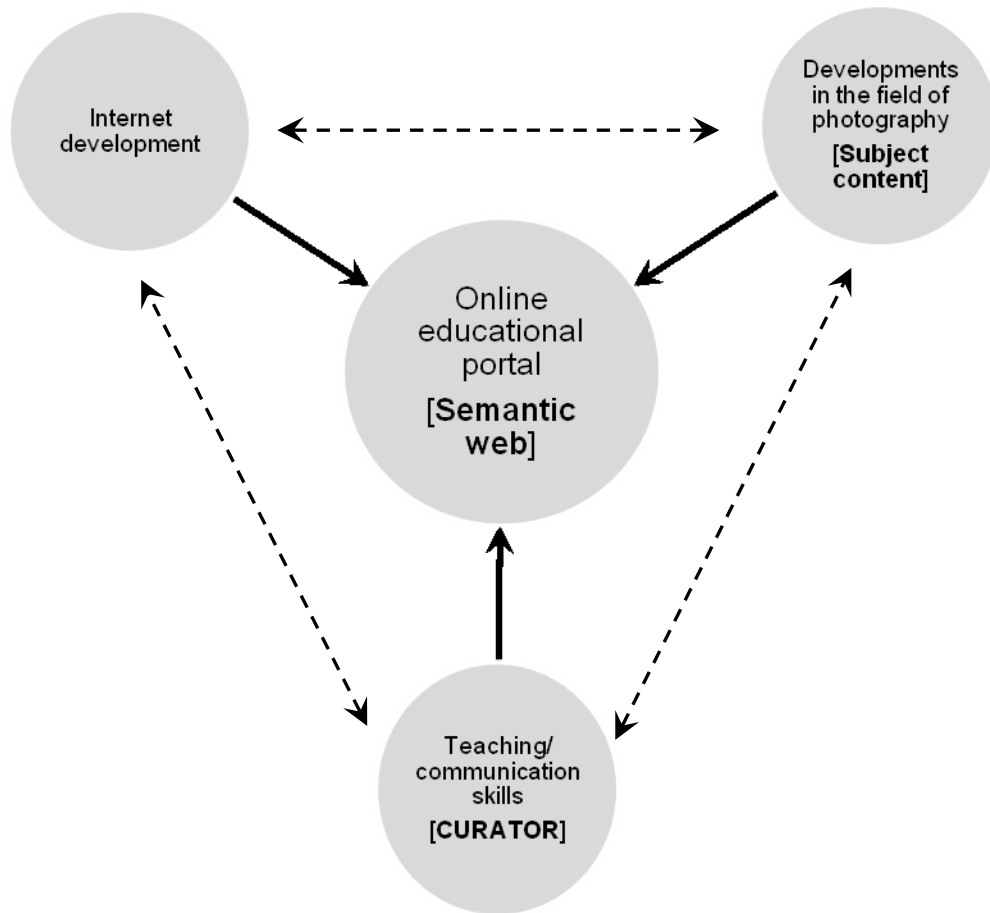 Internet
development
Developments
in the field of
photography
[Subject
content]
Online
educational
portal
[Semantic
web]
Teaching/
communication
skills
[CURATOR]